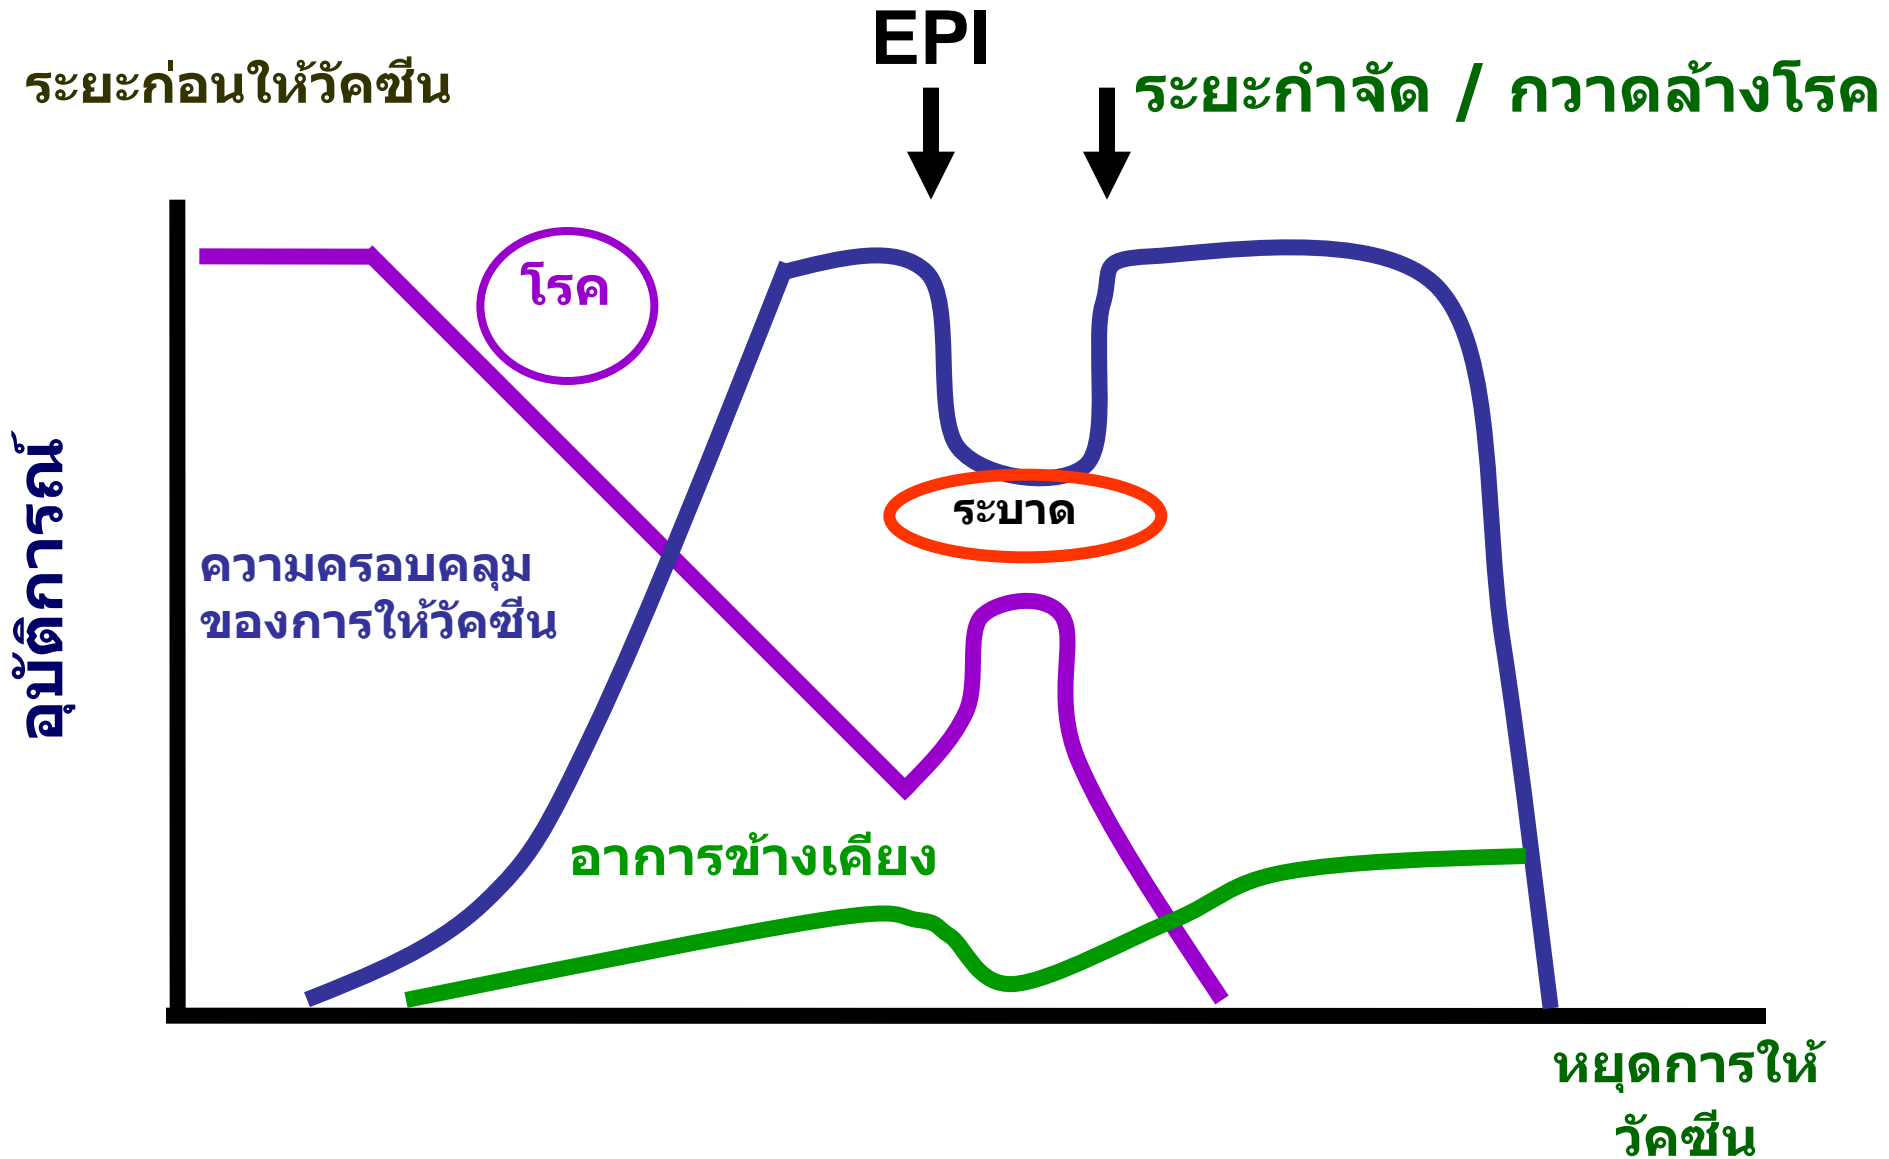 EPI
ระยะก่อนให้วัคซีน
ระยะกำจัด / กวาดล้างโรค
โรค
อุบัติการณ์
ระบาด
ความครอบคลุม
ของการให้วัคซีน
อาการข้างเคียง
หยุดการให้
วัคซีน